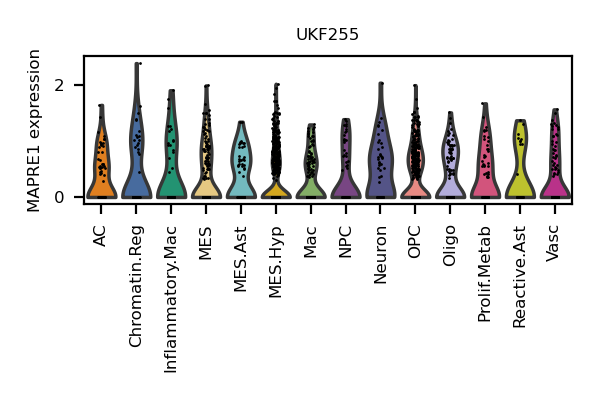 UKF255
MAPRE1 expression
2
0
AC
Chromatin.Reg
Inflammatory.Mac
MES
MES.Ast
MES.Hyp
Mac
NPC
Neuron
OPC
Oligo
Prolif.Metab
Reactive.Ast
Vasc